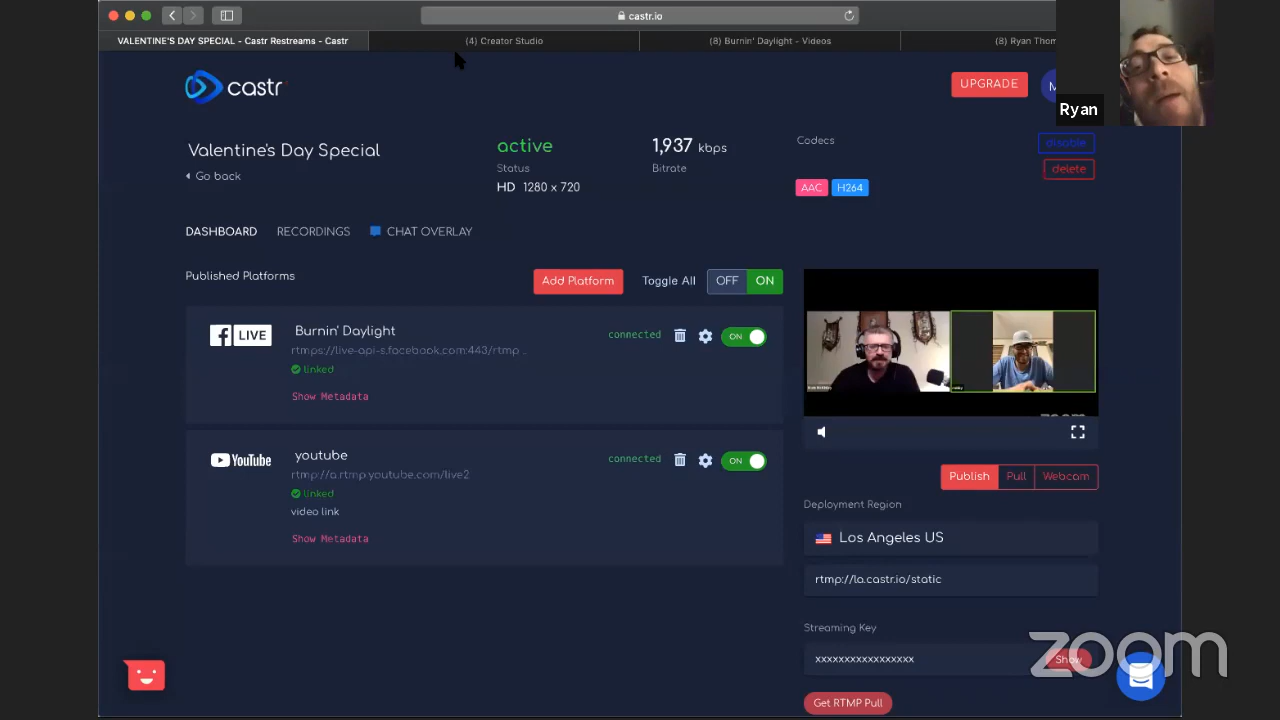 castr.io
VALENTINE'S DAY SPECIAL - Castr Restreams - Castr
(4) Creator Studio
(8) Burnin' Daylight - Videos
(8) Ryan Thom
castr
UPGRADE
M
Ryan
Valentine's Day Special
Go back
active
Status
HD 1280 x 720
1,937 kbps
Bitrate
Codecs
AAC H264
disable
delete
DASHBOARD
RECORDINGS
CHAT OVERLAY
Published Platforms
Add Platform
Toggle All
OFF
ON
LIVE
Burnin' Daylight
rtmps://live-api-s.facebook.com:443/rtmp ..
linked
Show Metadata
connected
ON
YouTube
youtube
rtmp://a.rtmp.youtube.com/live2
linked
video link
Show Metadata
connected
ON
zoom
Publish
Pull
Webcam
Deployment Region
Los Angeles US
rtmp://la.castr.io/static
Streaming Key
xxxxxxxxxxxxxxxxx
Show
Get RTMP Pull
zoom